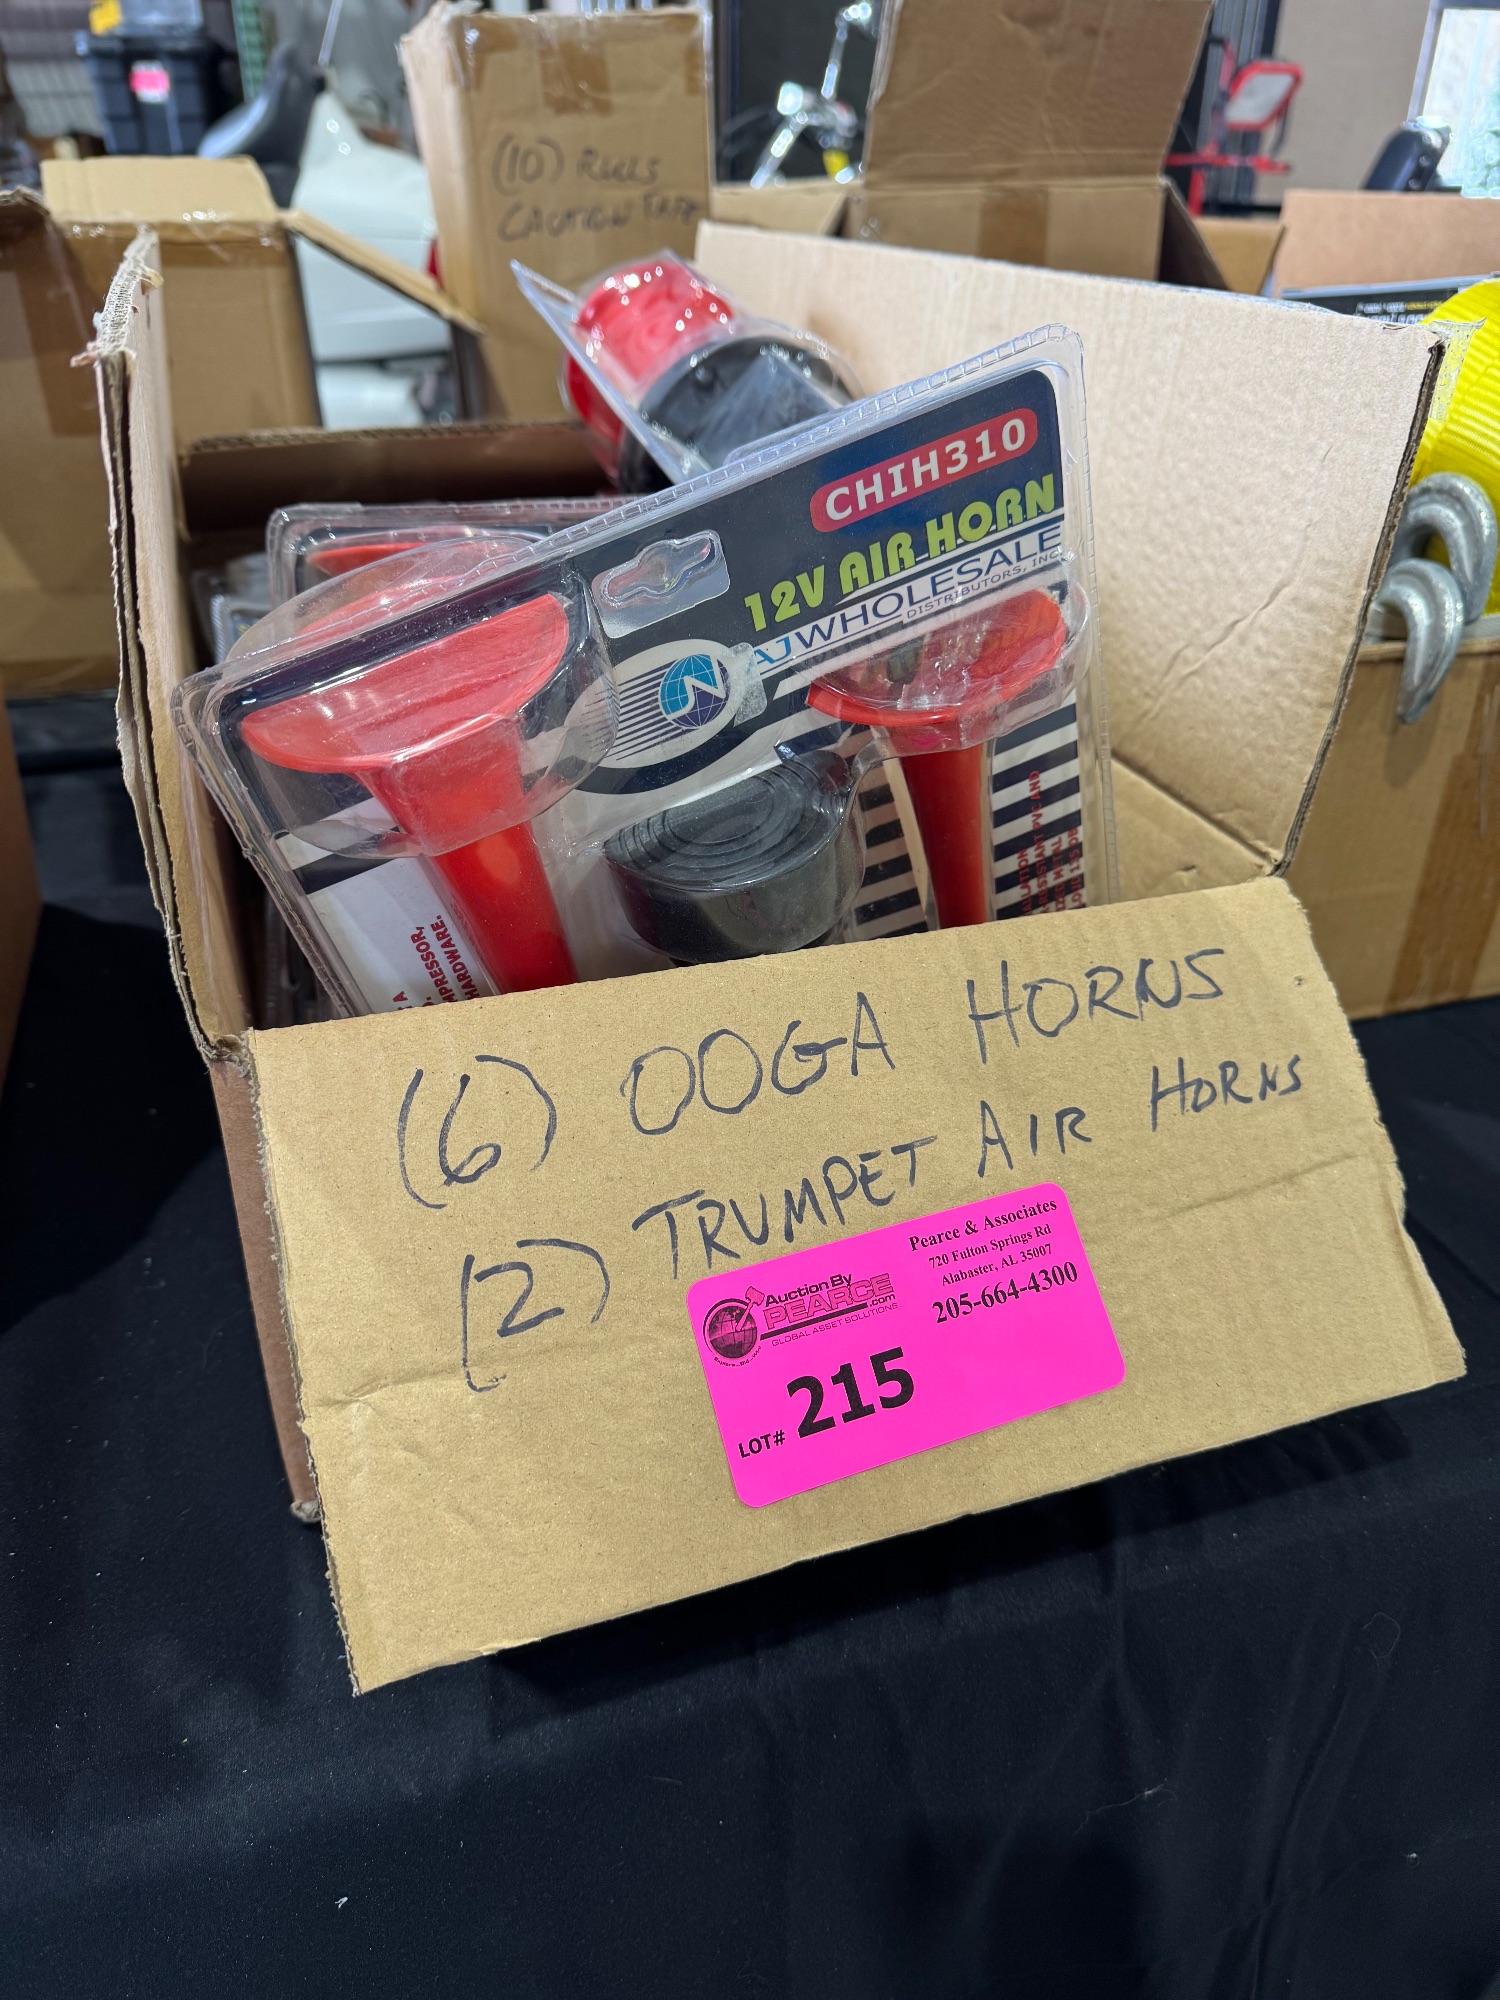 (10) ROLLS
CAUTION TAPE
CHIH310
12V AIR HORN
AJWHOLESALE
DISTRIBUTORS, INC.
HARDWARE.
(6) OOGA HORNS
(2) TRUMPET AIR HORNS
Auction By
PEARCE
.com
GLOBAL ASSET SOLUTIONS
Pearce & Associates
720 Fulton Springs Rd
Alabaster, AL 35007
205-664-4300
LOT# 215